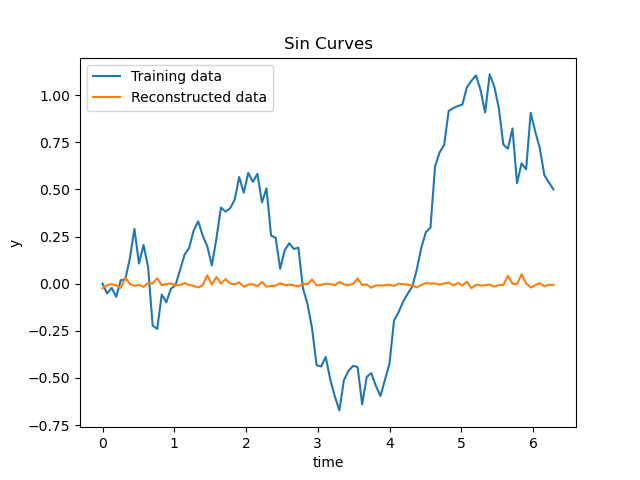 Sin Curves
Training data
Reconstructed data
1.00
0.75
0.50
0.25
0.00
−0.25
−0.50
−0.75
y
0 1 2 3 4 5 6
time